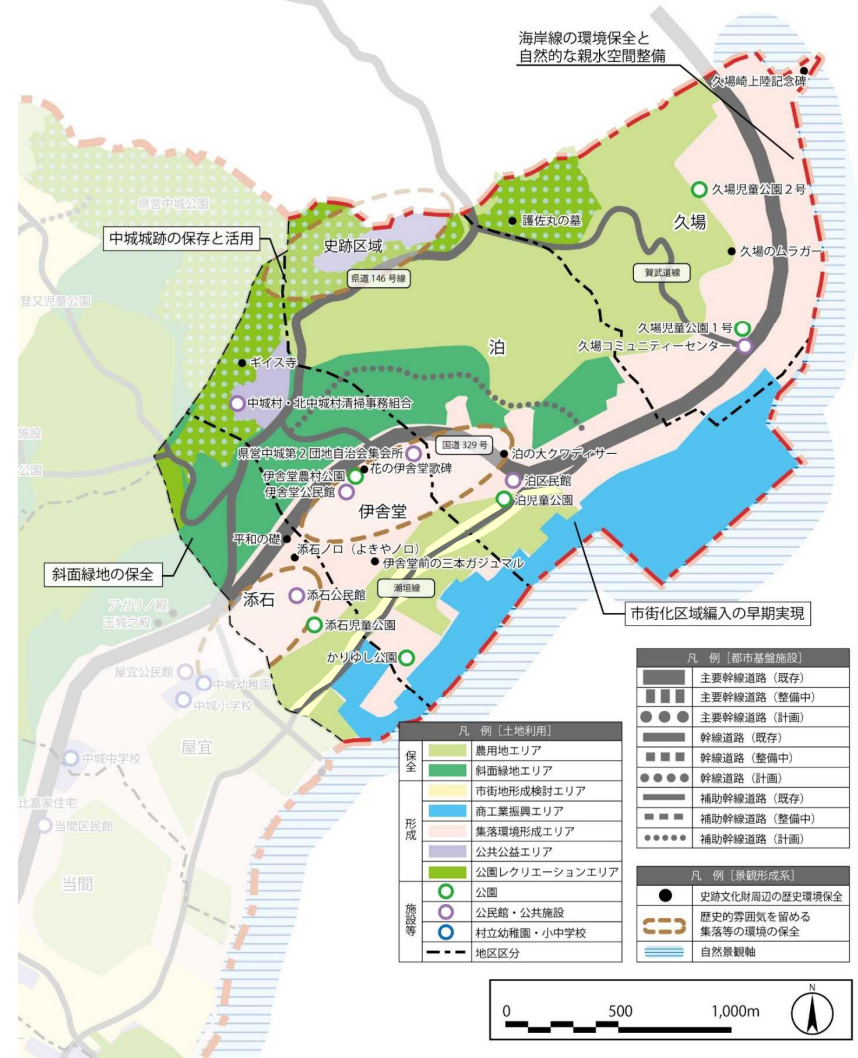 海岸線の環境保全と
自然的な親水空間整備
久場崎上陸記念碑
県営中城公園
久場児童公園2号
護佐丸の墓
久場
史跡区域
中城城跡の保存と活用
久場のムラガー
県道146号線
賀武道線
登又児童公園
久場児童公園1号
泊
久場コミュニティーセンター
ギイス寺
中城村・北中城村清掃事務組合
施設
国道329号
県営中城第2団地自治会集会所
泊の大クワディサー
公園
花の伊舎堂歌碑
伊舎堂農村公園
泊区民館
伊舎堂公民館
泊児童公園
伊舎堂
平和の礎
添石ノロ(よきやノロ)
伊舎堂前の三本ガジュマル
斜面緑地の保全
潮垣線
添石
添石公民館
アガリノ殿
王城之殿
市街化区域編入の早期実現
添石児童公園
かりゆし公園
屋宜公民館
中城幼稚園
中城小学校
屋宜
中城中学校
比嘉家住宅
当間区民館
当間
凡 例 [都市基盤施設]
主要幹線道路(既存)
主要幹線道路(整備中)
主要幹線道路(計画)
幹線道路(既存)
幹線道路(整備中)
幹線道路(計画)
補助幹線道路(既存)
補助幹線道路(整備中)
補助幹線道路(計画)
凡 例 [土地利用]
保全
農用地エリア
斜面緑地エリア
形成
市街地形成検討エリア
商工業振興エリア
集落環境形成エリア
公共公益エリア
公園レクリエーションエリア
施設等
公園
公民館・公共施設
村立幼稚園・小中学校
地区区分
凡 例 [景観形成系]
史跡文化財周辺の歴史環境保全
歴史的雰囲気を留める
集落等の環境の保全
自然景観軸
0 500 1,000m
N